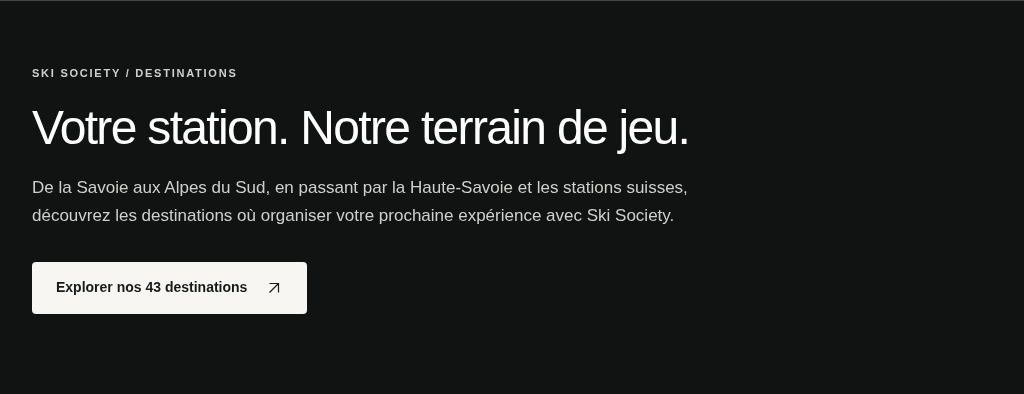 SKI SOCIETY / DESTINATIONS
Votre station. Notre terrain de jeu.
De la Savoie aux Alpes du Sud, en passant par la Haute-Savoie et les stations suisses,
découvrez les destinations où organiser votre prochaine expérience avec Ski Society.
Explorer nos 43 destinations